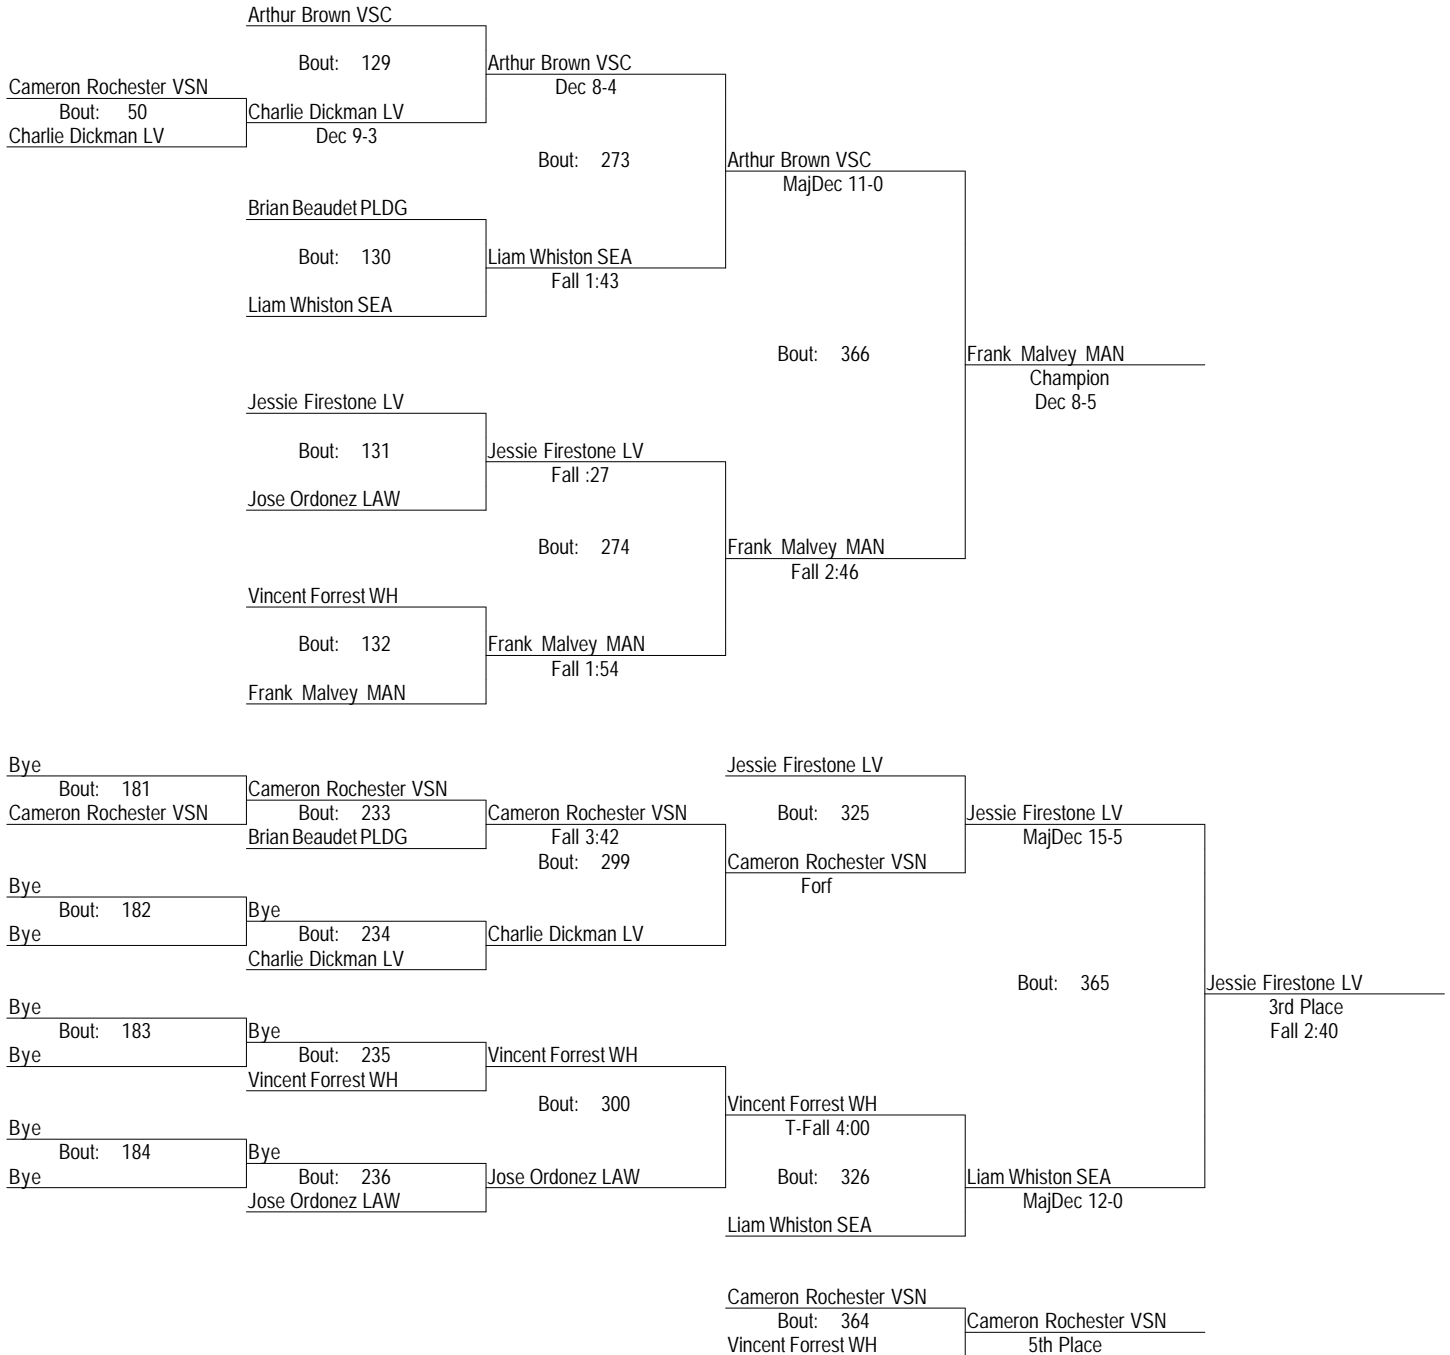 Arthur Brown VSC
Bout: 129
Arthur Brown VSC
Dec 8-4
Cameron Rochester VSN
Bout: 50
Charlie Dickman LV
Charlie Dickman LV
Dec 9-3
Bout: 273
Arthur Brown VSC
MajDec 11-0
Brian Beaudet PLDG
Bout: 130
Liam Whiston SEA
Fall 1:43
Liam Whiston SEA
Bout: 366
Frank Malvey MAN
Champion
Dec 8-5
Jessie Firestone LV
Bout: 131
Jessie Firestone LV
Fall :27
Jose Ordonez LAW
Bout: 274
Frank Malvey MAN
Fall 2:46
Vincent Forrest WH
Bout: 132
Frank Malvey MAN
Fall 1:54
Frank Malvey MAN
Bye
Bout: 181
Cameron Rochester VSN
Cameron Rochester VSN
Bout: 233
Brian Beaudet PLDG
Cameron Rochester VSN
Fall 3:42
Bout: 299
Jessie Firestone LV
Bout: 325
Cameron Rochester VSN
Forf
Jessie Firestone LV
MajDec 15-5
Bye
Bout: 182
Bye
Bye
Bout: 234
Charlie Dickman LV
Charlie Dickman LV
Bout: 365
Jessie Firestone LV
3rd Place
Fall 2:40
Bye
Bout: 183
Bye
Bye
Bout: 235
Vincent Forrest WH
Vincent Forrest WH
Bout: 300
Vincent Forrest WH
T-Fall 4:00
Bye
Bout: 184
Bye
Bye
Bout: 236
Jose Ordonez LAW
Jose Ordonez LAW
Bout: 326
Liam Whiston SEA
Liam Whiston SEA
MajDec 12-0
Cameron Rochester VSN
Bout: 364
Vincent Forrest WH
Cameron Rochester VSN
5th Place